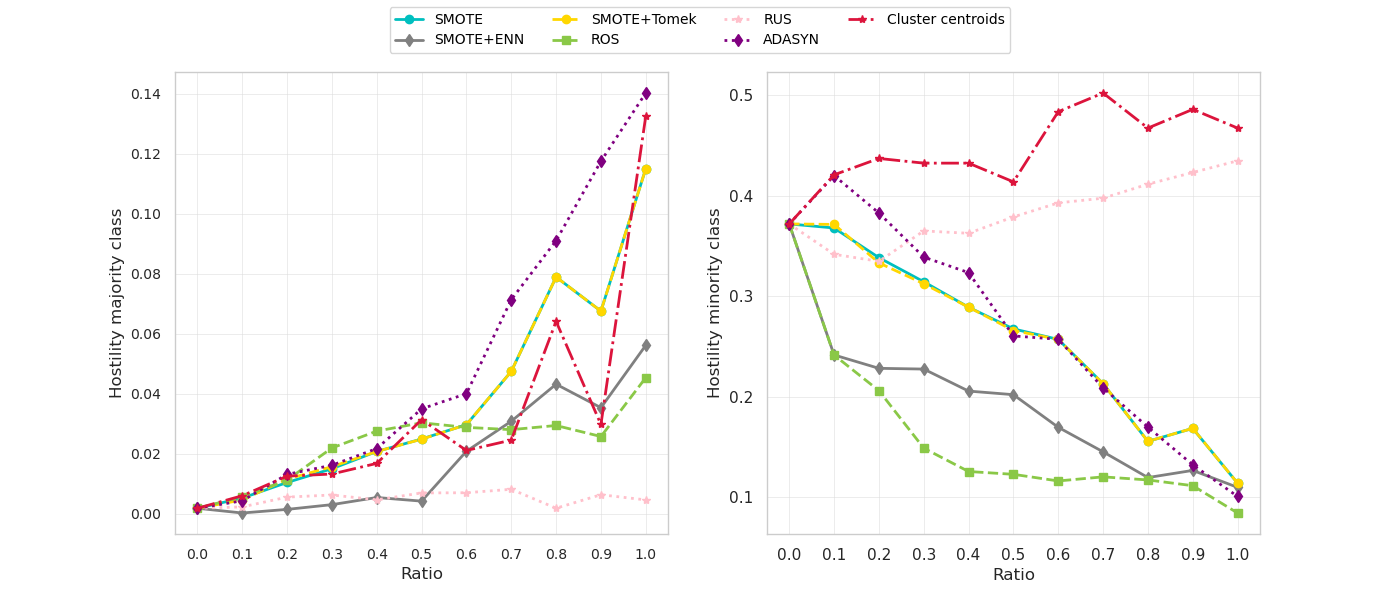 SMOTE SMOTE+Tomek RUS Cluster centroids
SMOTE+ENN ROS ADASYN
Hostility majority class
0.14
0.12
0.10
0.08
0.06
0.04
0.02
0.00
0.0 0.1 0.2 0.3 0.4 0.5 0.6 0.7 0.8 0.9 1.0
Ratio
Hostility minority class
0.5
0.4
0.3
0.2
0.1
0.0 0.1 0.2 0.3 0.4 0.5 0.6 0.7 0.8 0.9 1.0
Ratio